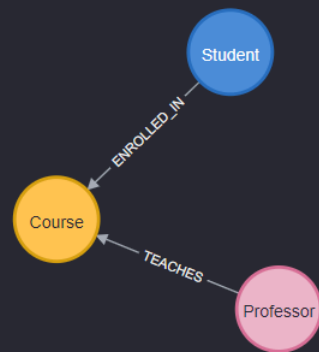 Student
ENROLLED_IN
Course
TEACHES
Professor